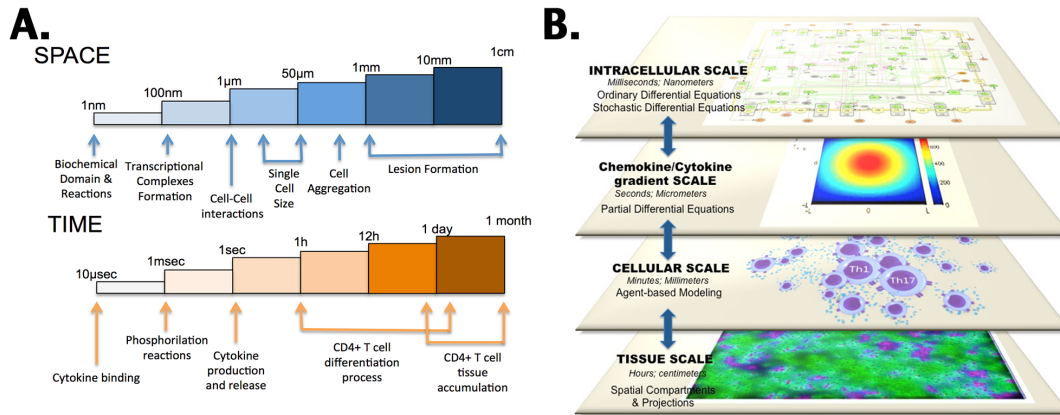 A.
SPACE
1nm
100nm
1µm
50µm
1mm
10mm
1cm
Biochemical
Domain &
Reactions
Transcriptional
Complexes
Formation
Cell-Cell
interactions
Single
Cell
Size
Cell
Aggregation
Lesion Formation
TIME
10µsec
1msec
1sec
1h
12h
1 day
1 month
Cytokine binding
Phosphorilation
reactions
Cytokine
production
and release
CD4+ T cell
differentiation
process
CD4+ T cell
tissue
accumulation
B.
INTRACELLULAR SCALE
Milliseconds; Nanometers
Ordinary Differential Equations
Stochastic Differential Equations
Chemokine/Cytokine
gradient SCALE
Seconds; Micrometers
Partial Differential Equations
600
400
200
0
-L
0
L
CELLULAR SCALE
Minutes; Millimeters
Agent-based Modeling
Th1
Th17
TISSUE SCALE
Hours; centimeters
Spatial Compartments
& Projections